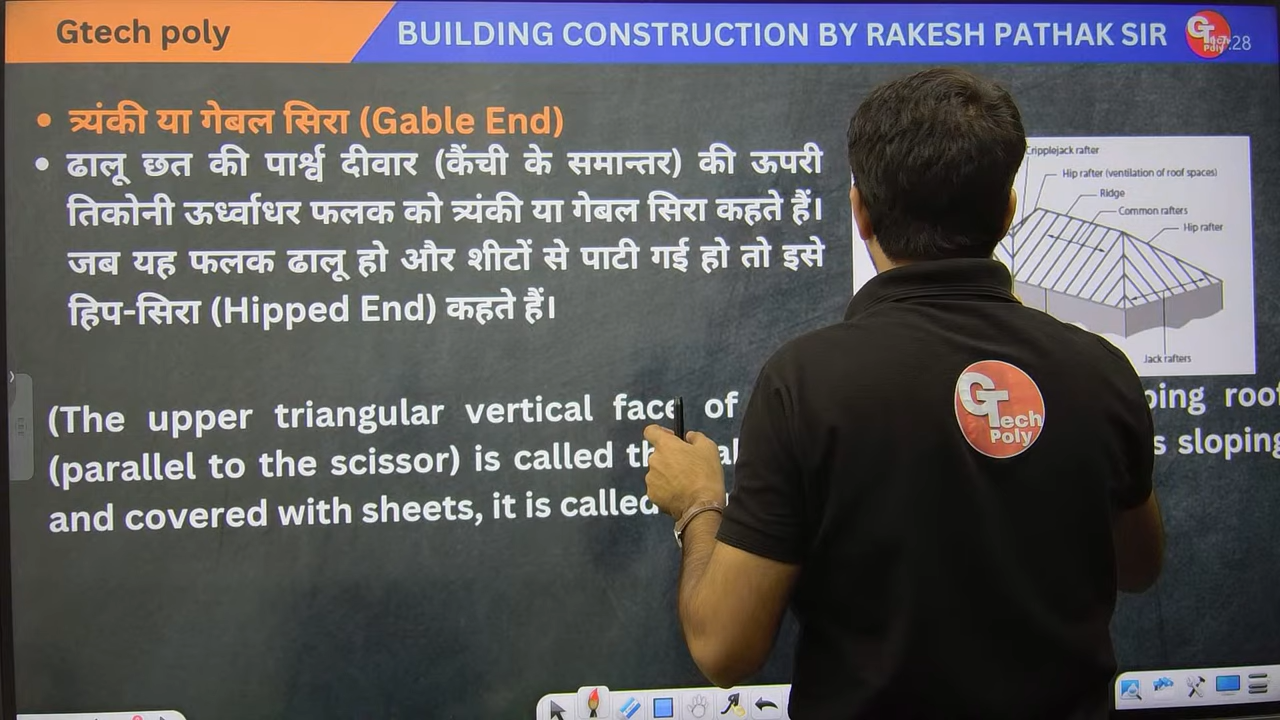 Gtech poly
BUILDING CONSTRUCTION BY RAKESH PATHAK SIR
GT
Poly
:28
• त्र्यंकी या गेबल सिरा (Gable End)
• ढालू छत की पार्श्व दीवार (कैंची के समान्तर) की ऊपरी
तिकोनी ऊर्ध्वाधर फलक को त्र्यंकी या गेबल सिरा कहते हैं।
जब यह फलक ढालू हो और शीटों से पाटी गई हो तो इसे
हिप-सिरा (Hipped End) कहते हैं।
Cripplejack rafter
Hip rafter (ventilation of roof spaces)
Ridge
Common rafters
Hip rafter
Jack rafters
(The upper triangular vertical face of
(parallel to the scissor) is called
sloping
and covered with sheets, it is called
GTech
Poly